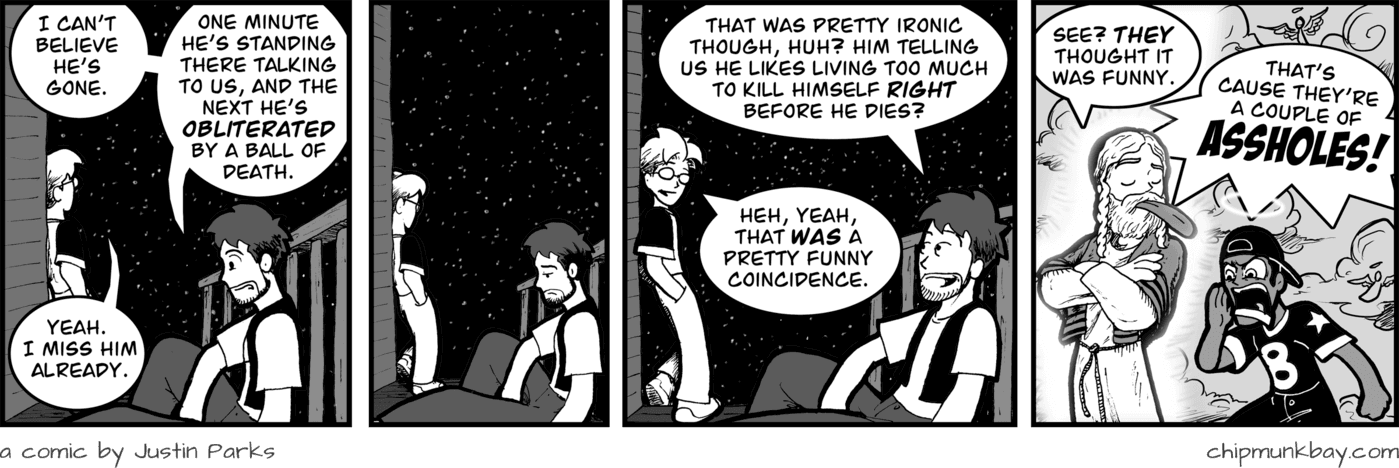 I CAN'T
BELIEVE
HE'S
GONE.
ONE MINUTE
HE'S STANDING
THERE TALKING
TO US, AND THE
NEXT HE'S
OBLITERATED
BY A BALL OF
DEATH.
YEAH.
I MISS HIM
ALREADY.
THAT WAS PRETTY IRONIC
THOUGH, HUH? HIM TELLING
US HE LIKES LIVING TOO MUCH
TO KILL HIMSELF RIGHT
BEFORE HE DIES?
HEH, YEAH,
THAT WAS A
PRETTY FUNNY
COINCIDENCE.
SEE? THEY
THOUGHT IT
WAS FUNNY.
THAT'S
CAUSE THEY'RE
A COUPLE OF
ASSHOLES!
8
a comic by Justin Parks
chipmunkbay.com